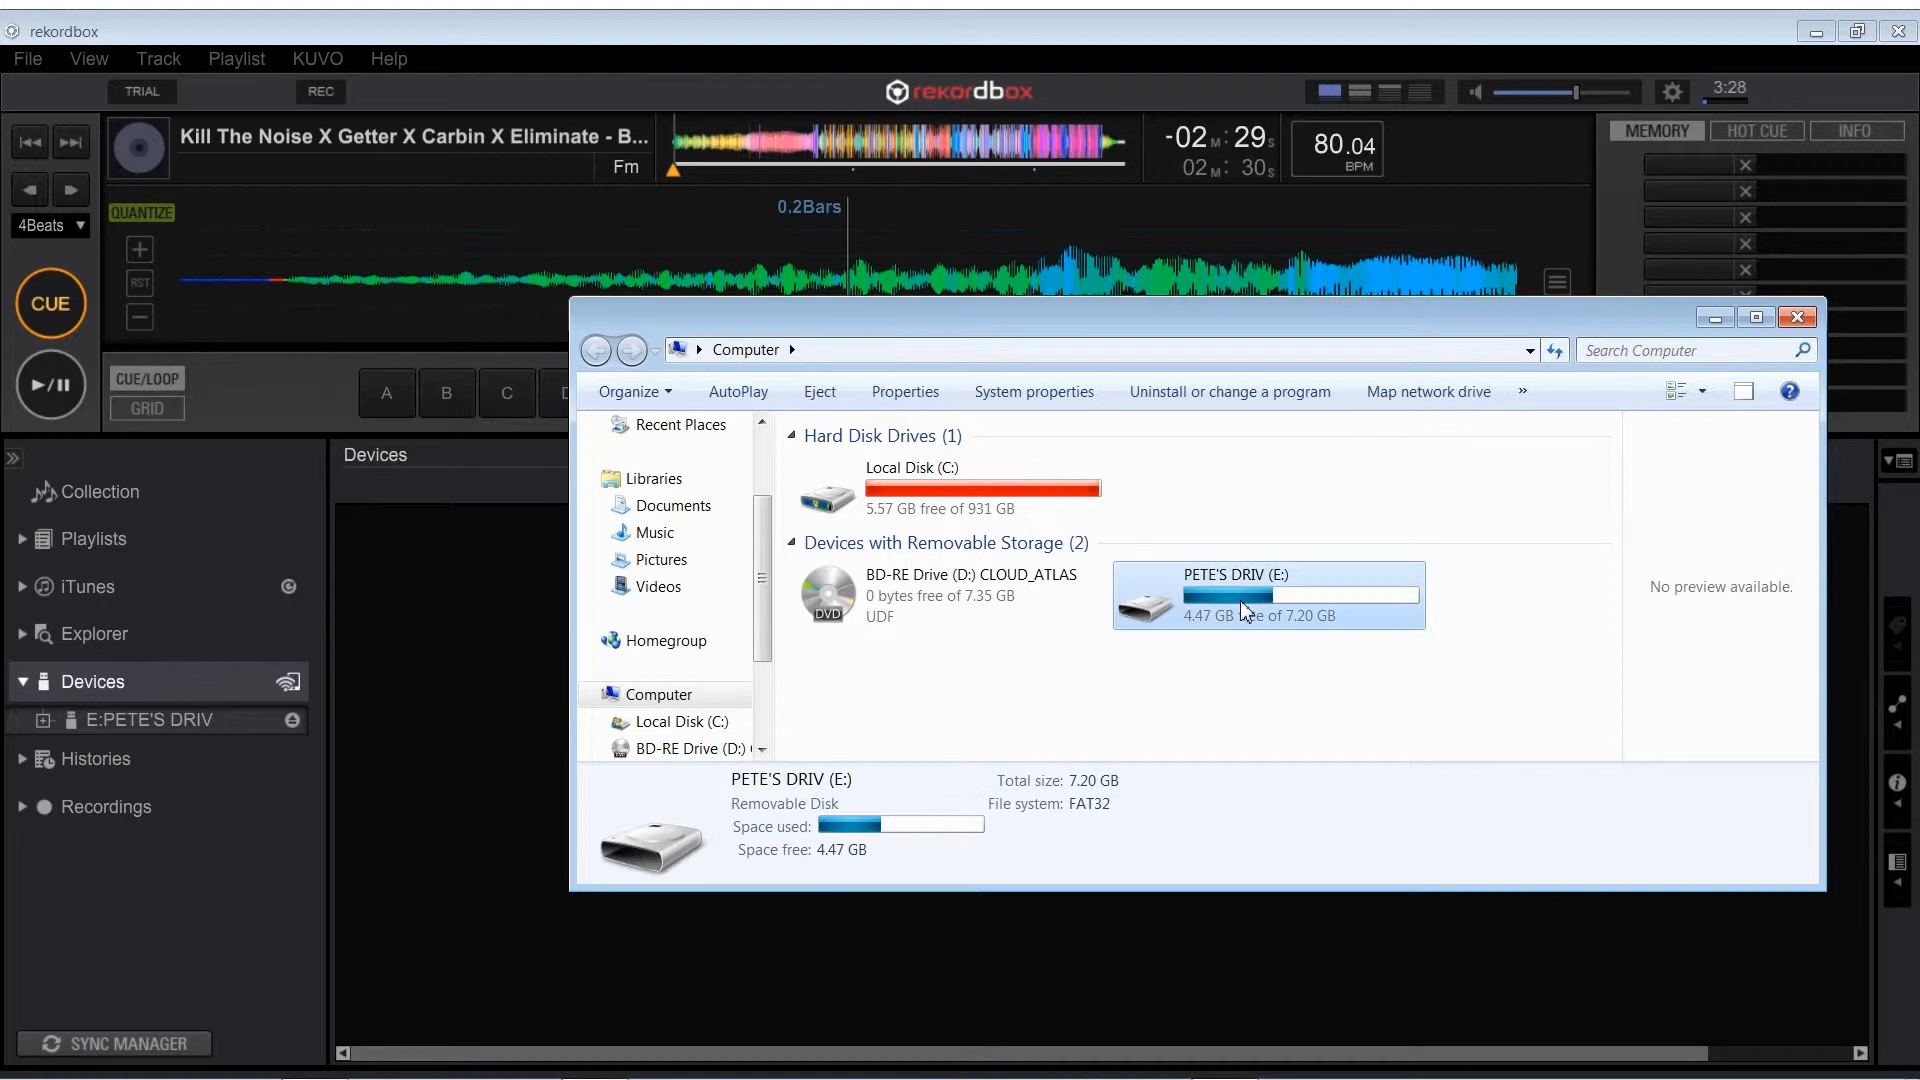 rekordbox
File View Track Playlist KUVO Help
TRIAL REC rekordbox 3:28
Kill The Noise X Getter X Carbin X Eliminate - B...
Fm
-02 M: 29 s
02 M: 30 s
80.04
BPM
MEMORY HOT CUE INFO
QUANTIZE
0.2Bars
4Beats
RST
CUE
CUE/LOOP
GRID
A B C D
Computer
Search Computer
Organize AutoPlay Eject Properties System properties Uninstall or change a program Map network drive »
Recent Places
Libraries
Documents
Music
Pictures
Videos
Homegroup
Computer
Local Disk (C:)
BD-RE Drive (D:)
Hard Disk Drives (1)
Local Disk (C:)
5.57 GB free of 931 GB
Devices with Removable Storage (2)
DVD
BD-RE Drive (D:) CLOUD_ATLAS
0 bytes free of 7.35 GB
UDF
PETE'S DRIV (E:)
4.47 GB free of 7.20 GB
No preview available.
PETE'S DRIV (E:)
Removable Disk
Space used:
Space free: 4.47 GB
Total size: 7.20 GB
File system: FAT32
Devices
Collection
Playlists
iTunes
Explorer
Devices
E:PETE'S DRIV
Histories
Recordings
SYNC MANAGER